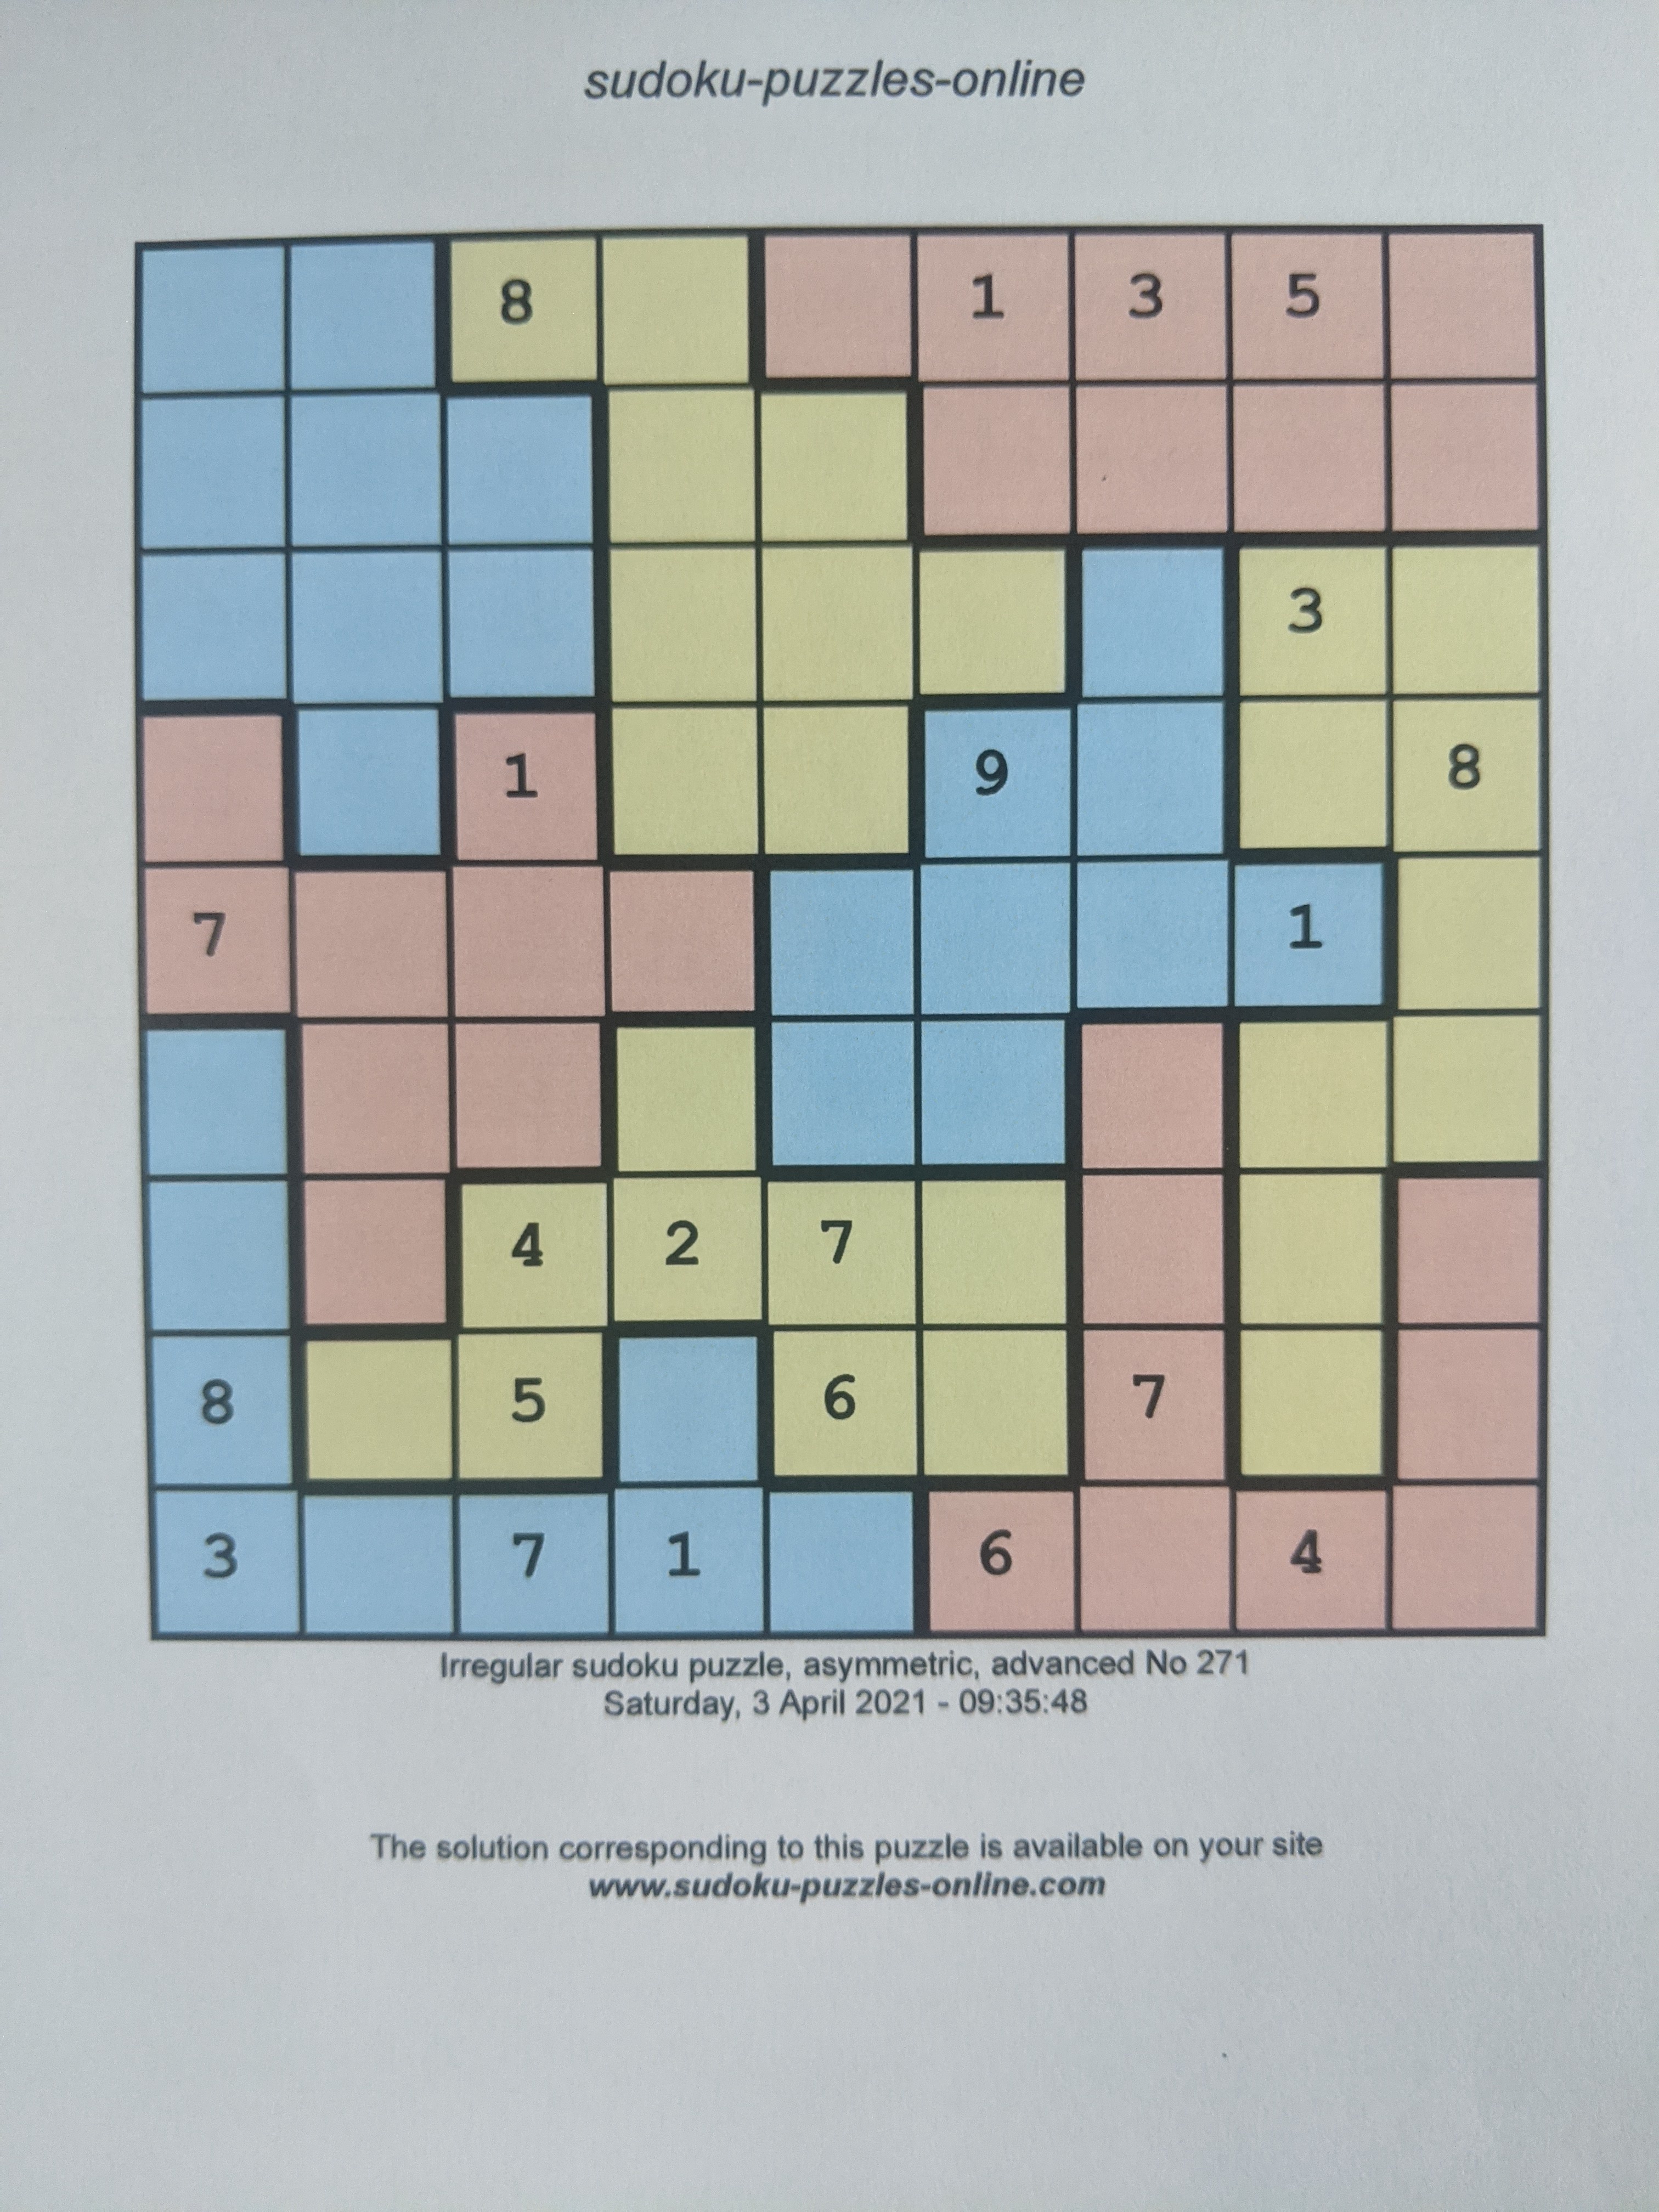 sudoku-puzzles-online
8 1 3 5
3
1 9 8
7 1
4 2 7
8 5 6 7
3 7 1 6 4
Irregular sudoku puzzle, asymmetric, advanced No 271
Saturday, 3 April 2021 - 09:35:48
The solution corresponding to this puzzle is available on your site
www.sudoku-puzzles-online.com